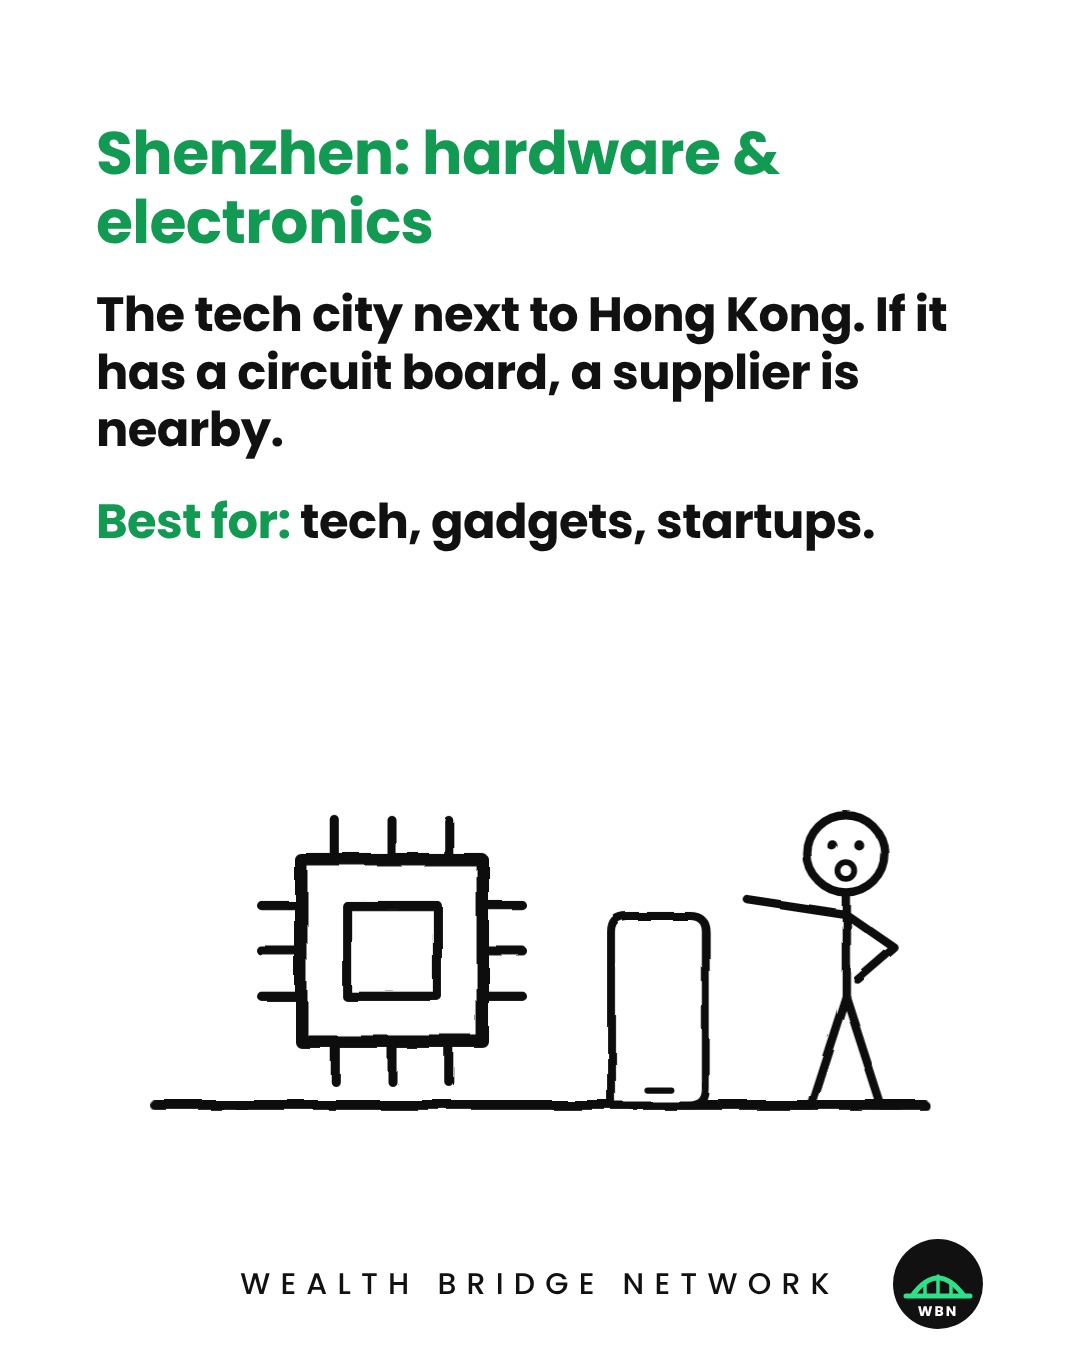 Shenzhen: hardware &
electronics
The tech city next to Hong Kong. If it
has a circuit board, a supplier is
nearby.
Best for: tech, gadgets, startups.
WEALTH BRIDGE NETWORK
WBN